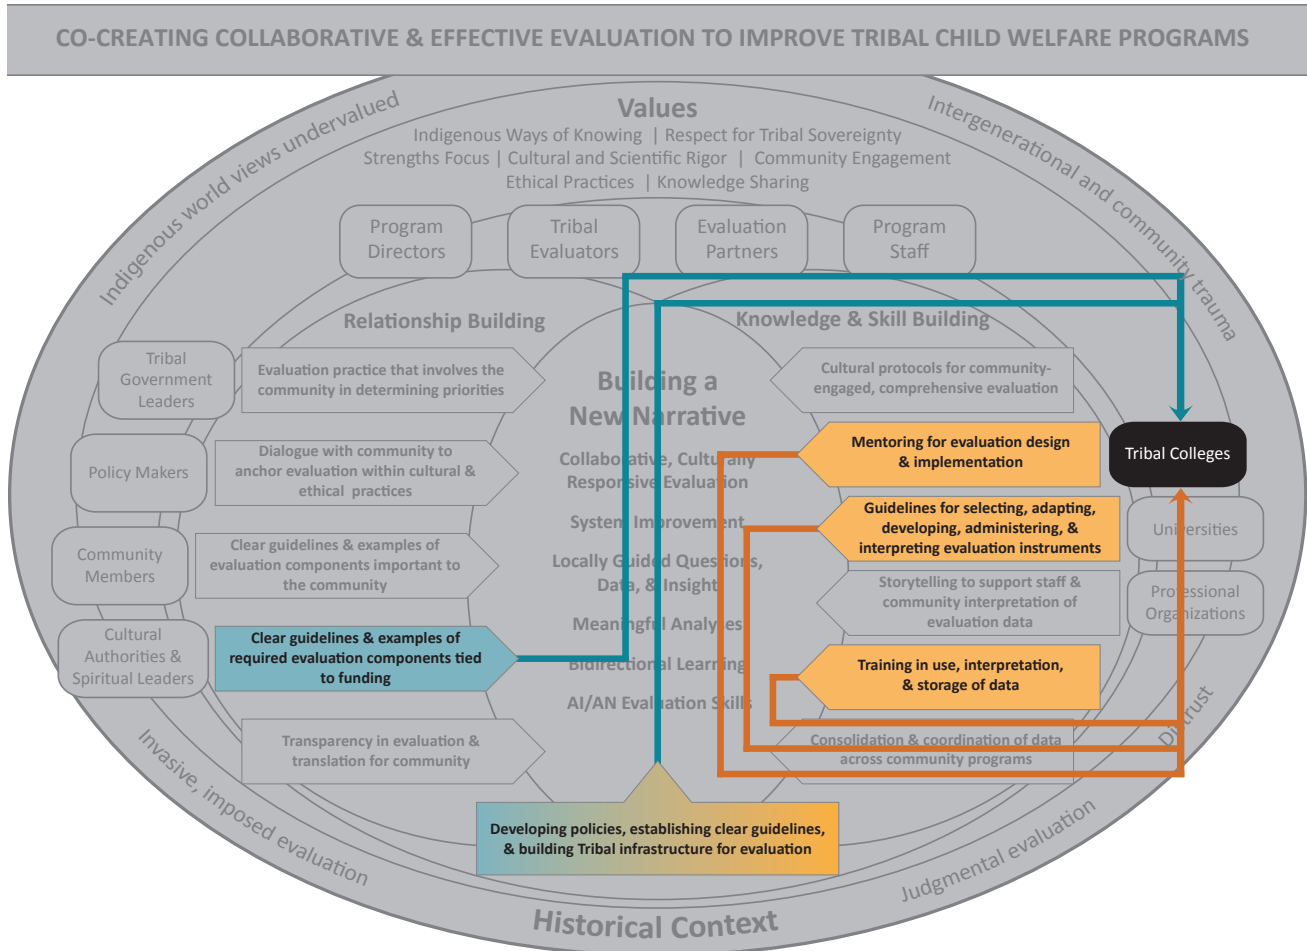 CO-CREATING COLLABORATIVE & EFFECTIVE EVALUATION TO IMPROVE TRIBAL CHILD WELFARE PROGRAMS
Indigenous world views undervalued
Intergenerational and community trauma
Values
Indigenous Ways of Knowing | Respect for Tribal Sovereignty
Strengths Focus | Cultural and Scientific Rigor | Community Engagement
Ethical Practices | Knowledge Sharing
Program
Directors
Tribal
Evaluators
Evaluation
Partners
Program
Staff
Relationship Building
Knowledge & Skill Building
Tribal
Government
Leaders
Policy Makers
Community
Members
Cultural
Authorities &
Spiritual Leaders
Evaluation practice that involves the
community in determining priorities
Dialogue with community to
anchor evaluation within cultural &
ethical practices
Clear guidelines & examples of
evaluation components important to
the community
Clear guidelines & examples of
required evaluation components tied
to funding
Transparency in evaluation &
translation for community
Building a
New Narrative
Collaborative, Culturally
Responsive Evaluation
System Improvement
Locally Guided Questions,
Data, & Insight
Meaningful Analyses
Bidirectional Learning
AI/AN Evaluation Skills
Cultural protocols for community-
engaged, comprehensive evaluation
Mentoring for evaluation design
& implementation
Guidelines for selecting, adapting,
developing, administering, &
interpreting evaluation instruments
Storytelling to support staff &
community interpretation of
evaluation data
Training in use, interpretation,
& storage of data
Consolidation & coordination of data
across community programs
Tribal Colleges
Universities
Professional
Organizations
Developing policies, establishing clear guidelines,
& building Tribal infrastructure for evaluation
Invasive, imposed evaluation
Distrust
Judgmental evaluation
Historical Context